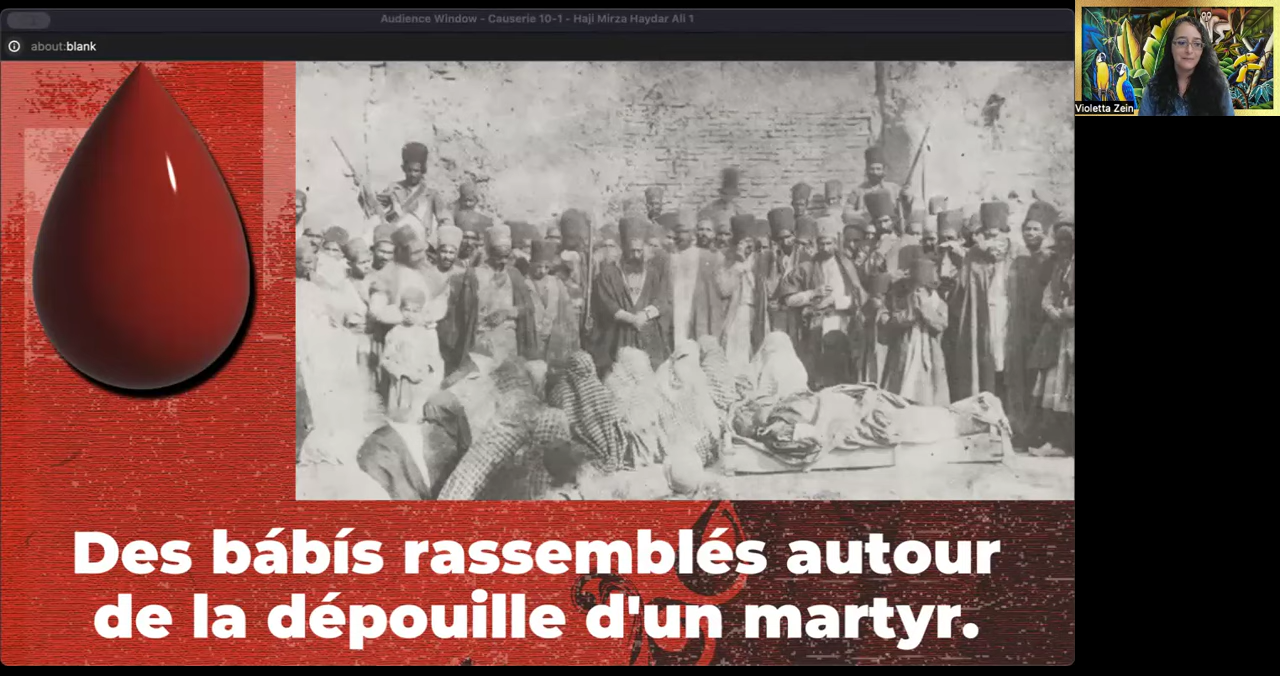 Audience Window - Causerie 10-1 - Haji Mirza Haydar Ali 1
about:blank
Violetta Zein
Des bábís rassemblés autour
de la dépouille d'un martyr.